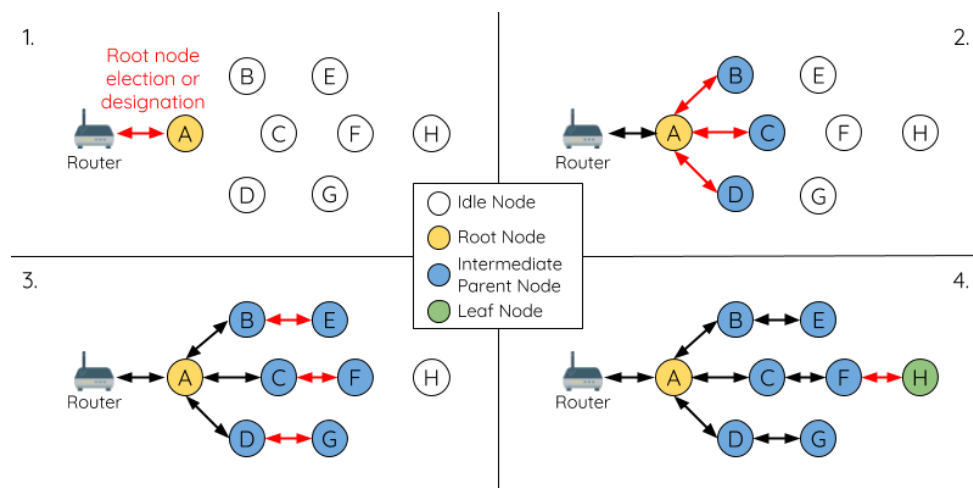 1.
Root node
election or
designation
Router
A
B
E
C
F
H
D
G
2.
Router
A
B
E
C
F
H
D
G
Idle Node
Root Node
Intermediate
Parent Node
Leaf Node
3.
Router
A
B
E
C
F
H
D
G
4.
Router
A
B
E
C
F
H
D
G